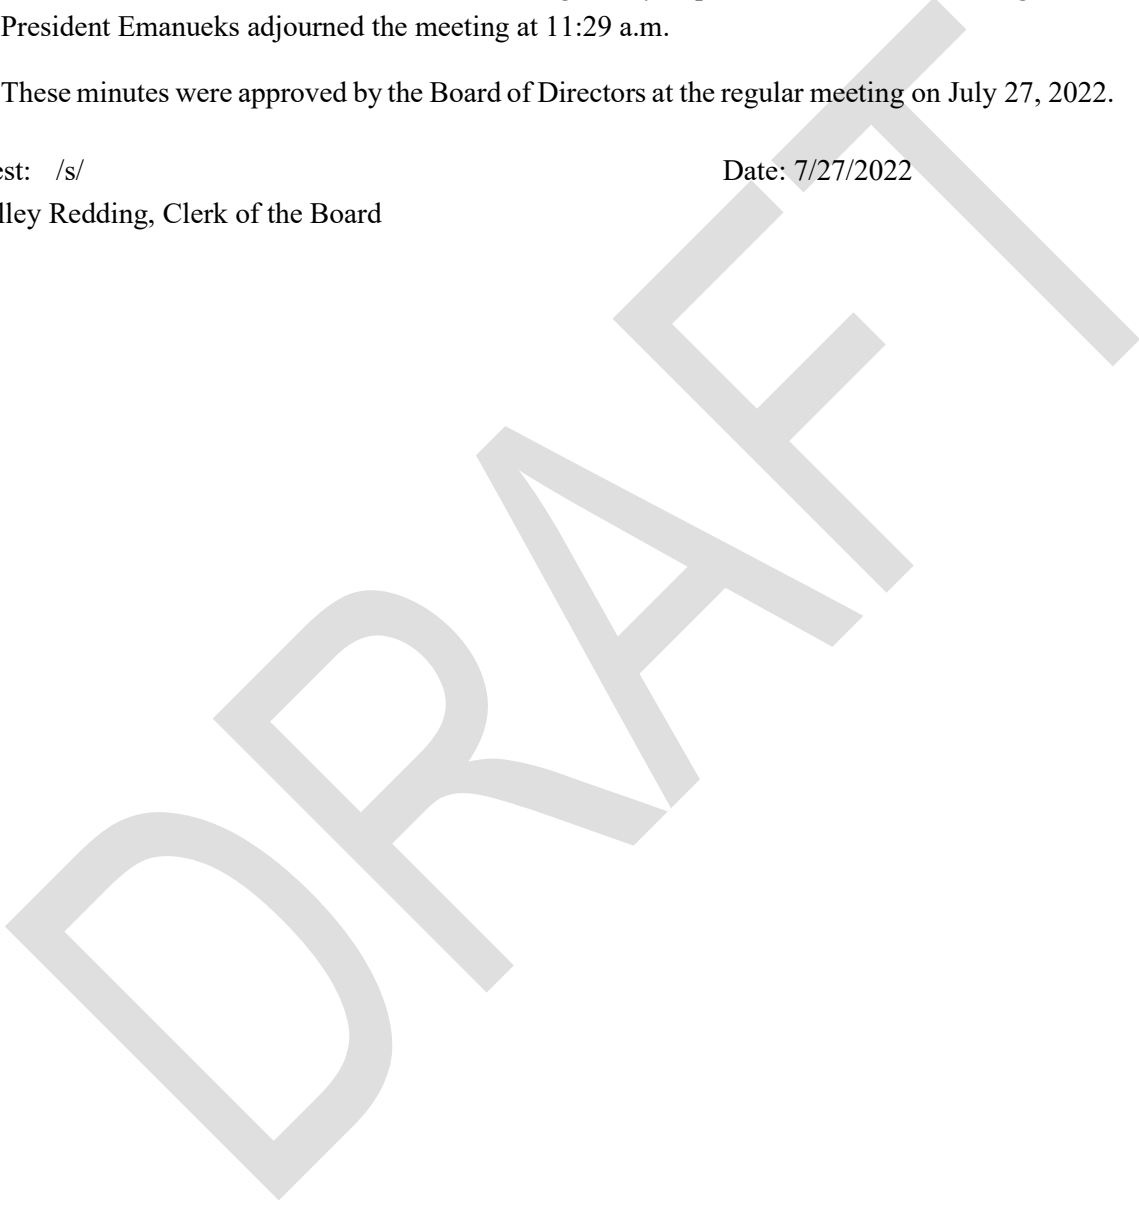 President Emanueks adjourned the meeting at 11:29 a.m.
These minutes were approved by the Board of Directors at the regular meeting on July 27, 2022.
est: /s/ Date: 7/27/2022
lley Redding, Clerk of the Board
DRAFT